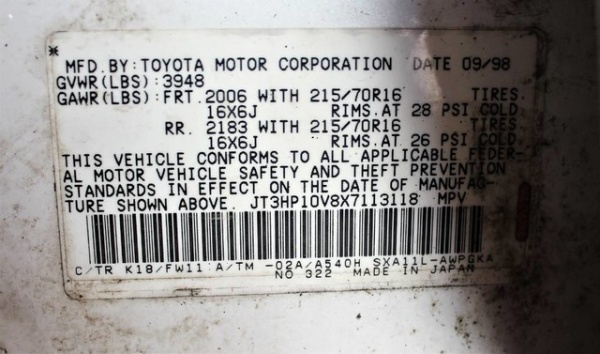 MFD. BY: TOYOTA MOTOR CORPORATION DATE 09/98
GVWR(LBS): 3948
GAWR(LBS): FRT. 2006 WITH 215/70R16 TIRES.
16X6J RIMS. AT 28 PSI COLD.
RR. 2183 WITH 215/70R16 TIRES.
16X6J RIMS. AT 26 PSI COLD.
THIS VEHICLE CONFORMS TO ALL APPLICABLE FEDER-
AL MOTOR VEHICLE SAFETY AND THEFT PREVENTION
STANDARDS IN EFFECT ON THE DATE OF MANUFAC-
TURE SHOWN ABOVE. JT3HP10V8X7113118 MPV
C/TR K18/FW11 A/TM -02A/A540H SXA11L-AWPGKA
NO 322 MADE IN JAPAN